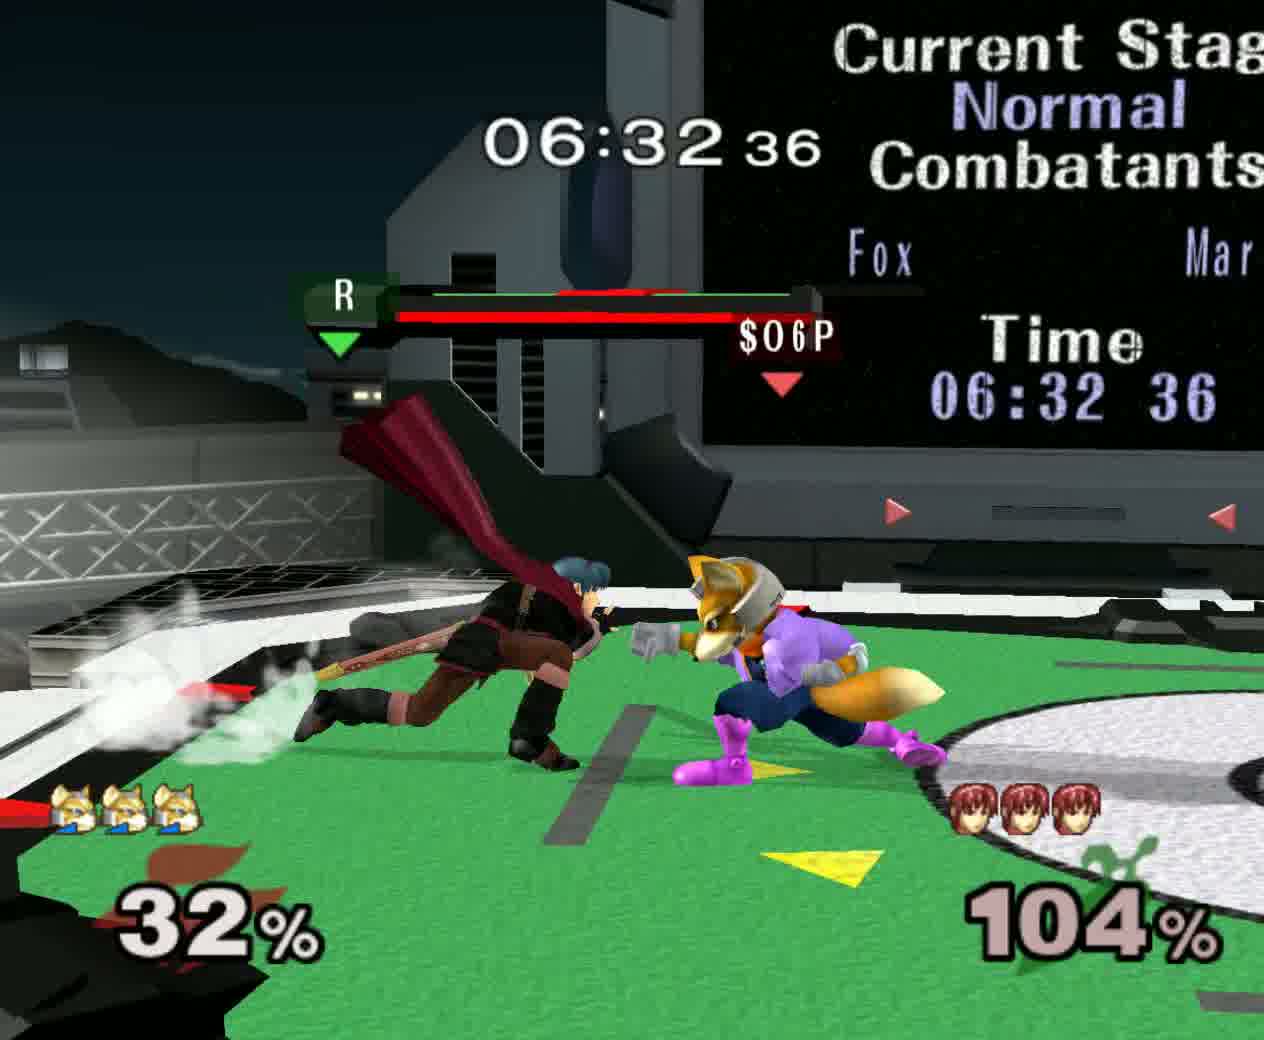 Current Stag
Normal
06:32 36
Combatants
Fox Mar
R
$06P
Time
06:32 36
32%
104%